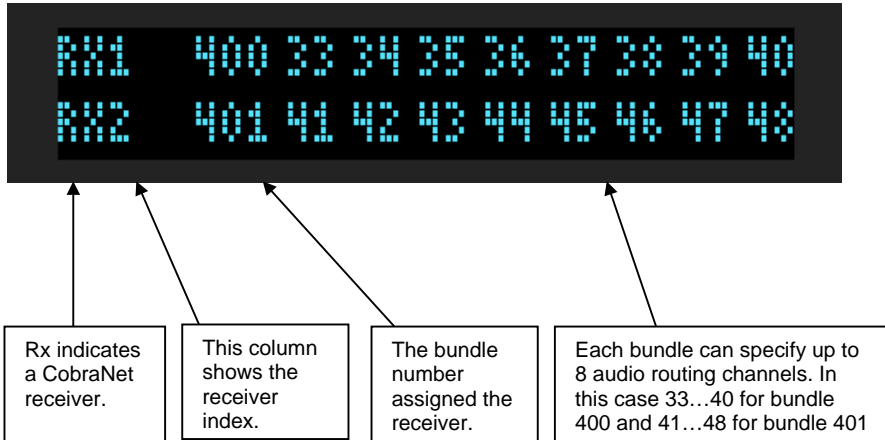 RX1 400 33 34 35 36 37 38 39 40
RX2 401 41 42 43 44 45 46 47 48
Rx indicates
a CobraNet
receiver.
This column
shows the
receiver
index.
The bundle
number
assigned the
receiver.
Each bundle can specify up to
8 audio routing channels. In
this case 33…40 for bundle
400 and 41…48 for bundle 401